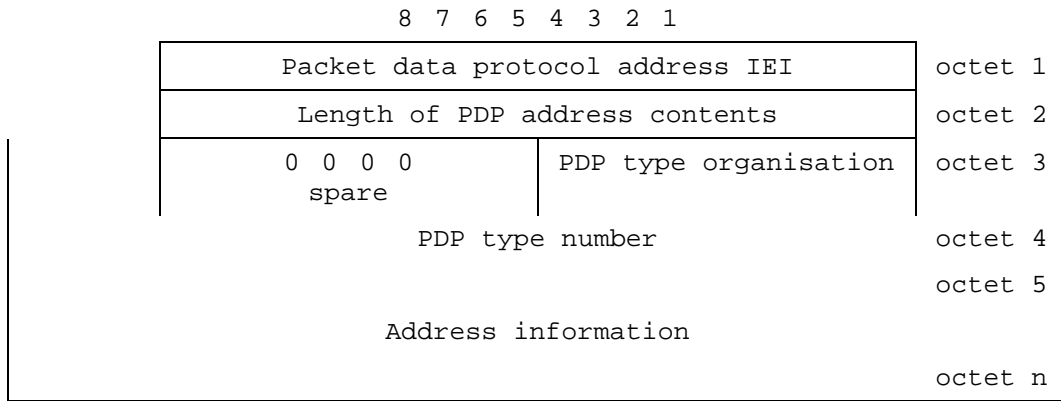 8 7 6 5 4 3 2 1
Packet data protocol address IEI octet 1
Length of PDP address contents octet 2
0 0 0 0 PDP type organisation octet 3
spare
PDP type number octet 4
octet 5
Address information
octet n